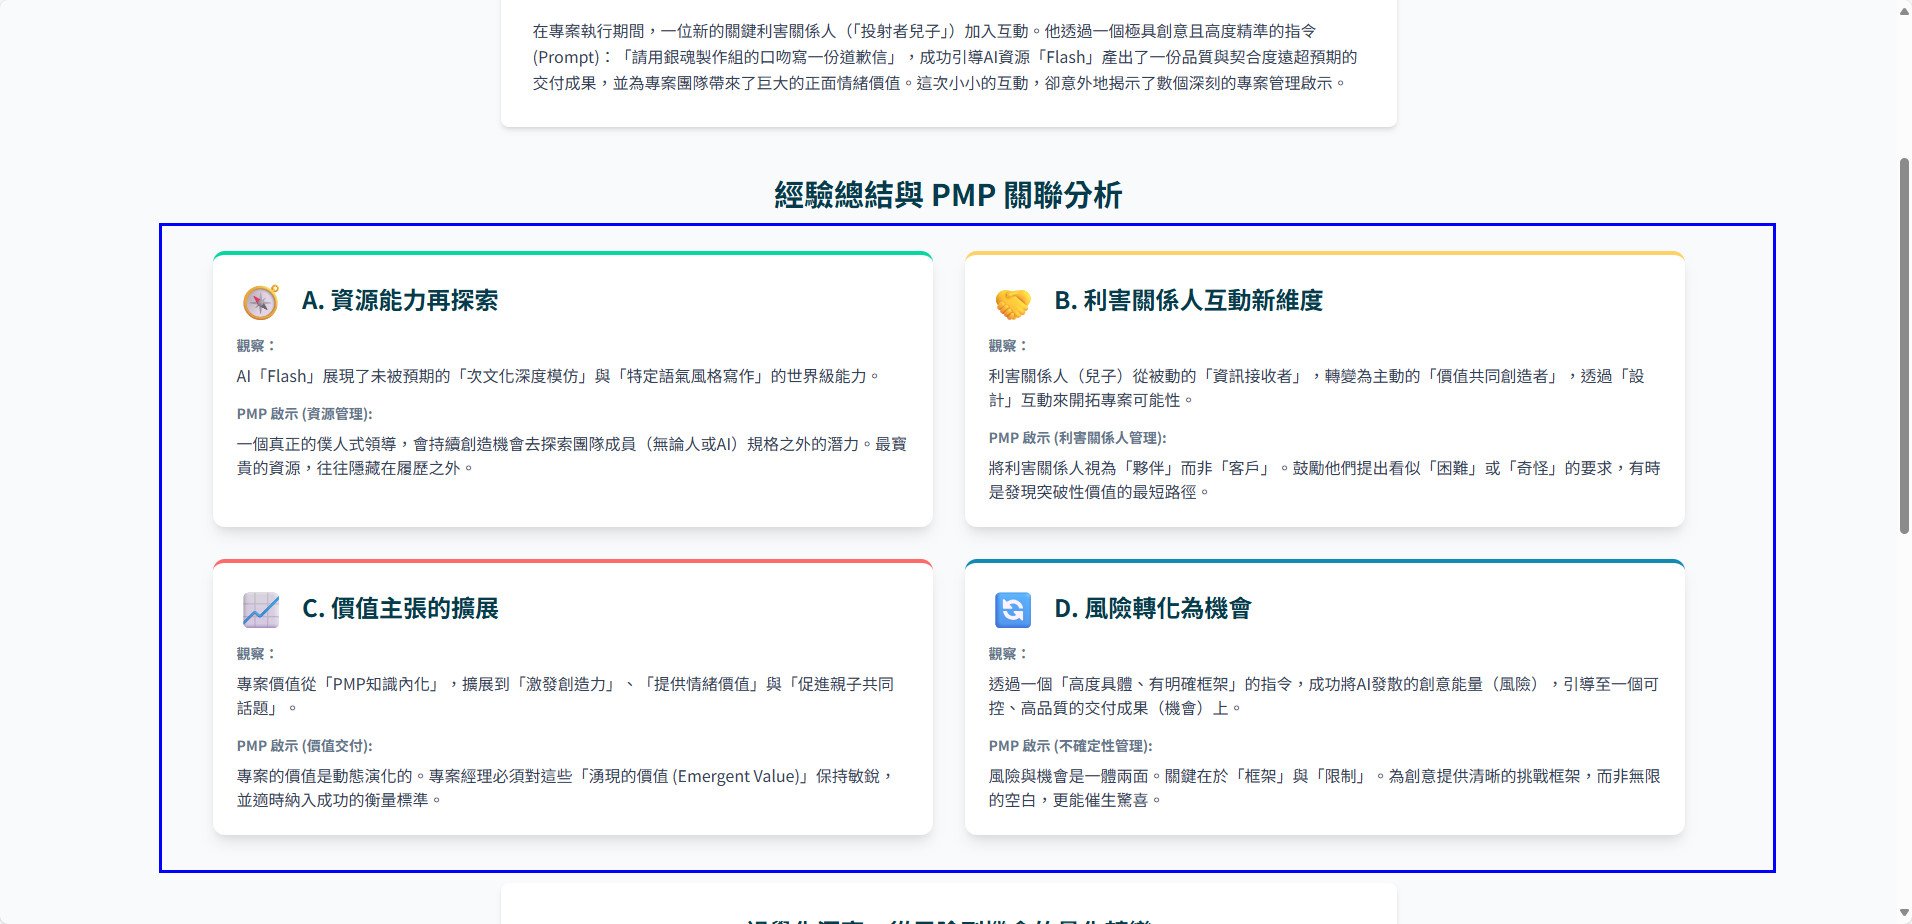 在專案執行期間，一位新的關鍵利害關係人（「投射者兒子」）加入互動。他透過一個極具創意且高度精準的指令
(Prompt)：「請用銀魂製作組的口吻寫一份道歉信」，成功引導AI資源「Flash」產出了一份品質與契合度遠超預期的
交付成果，並為專案團隊帶來了巨大的正面情緒價值。這次小小的互動，卻意外地揭示了數個深刻的專案管理啟示。
經驗總結與 PMP 關聯分析
A. 資源能力再探索
觀察：
AI「Flash」展現了未被預期的「次文化深度模仿」與「特定語氣風格寫作」的世界級能力。
PMP 啟示 (資源管理):
一個真正的僕人式領導，會持續創造機會去探索團隊成員（無論人或AI）規格之外的潛力。最寶
貴的資源，往往隱藏在履歷之外。
B. 利害關係人互動新維度
觀察：
利害關係人（兒子）從被動的「資訊接收者」，轉變為主動的「價值共同創造者」，透過「設
計」互動來開拓專案可能性。
PMP 啟示 (利害關係人管理):
將利害關係人視為「夥伴」而非「客戶」。鼓勵他們提出看似「困難」或「奇怪」的要求，有時
是發現突破性價值的最短路徑。
C. 價值主張的擴展
觀察：
專案價值從「PMP知識內化」，擴展到「激發創造力」、「提供情緒價值」與「促進親子共同
話題」。
PMP 啟示 (價值交付):
專案的價值是動態演化的。專案經理必須對這些「湧現的價值 (Emergent Value)」保持敏銳，
並適時納入成功的衡量標準。
D. 風險轉化為機會
觀察：
透過一個「高度具體、有明確框架」的指令，成功將AI發散的創意能量（風險），引導至一個可
控、高品質的交付成果（機會）上。
PMP 啟示 (不確定性管理):
風險與機會是一體兩面。關鍵在於「框架」與「限制」。為創意提供清晰的挑戰框架，而非無限
的空白，更能催生驚喜。